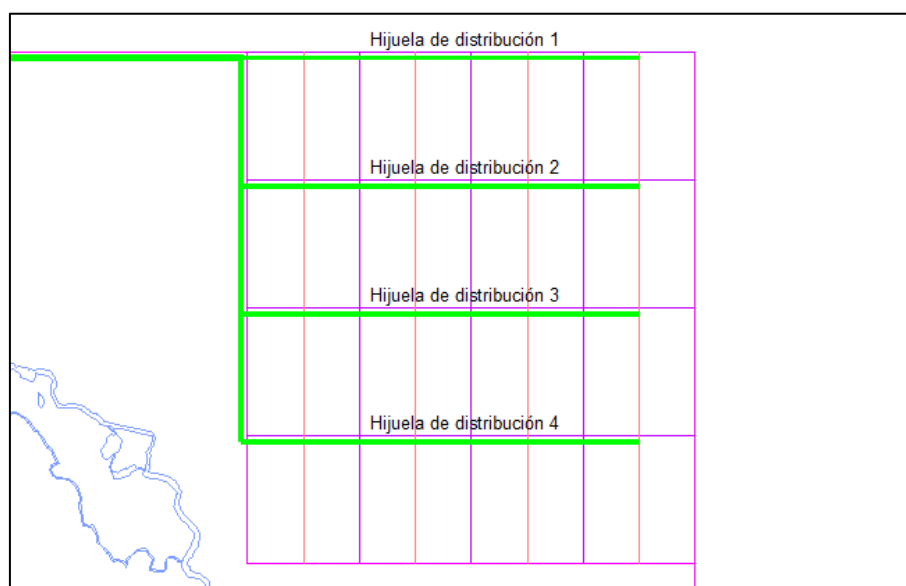 Hijuela de distribución 1
Hijuela de distribución 2
Hijuela de distribución 3
Hijuela de distribución 4